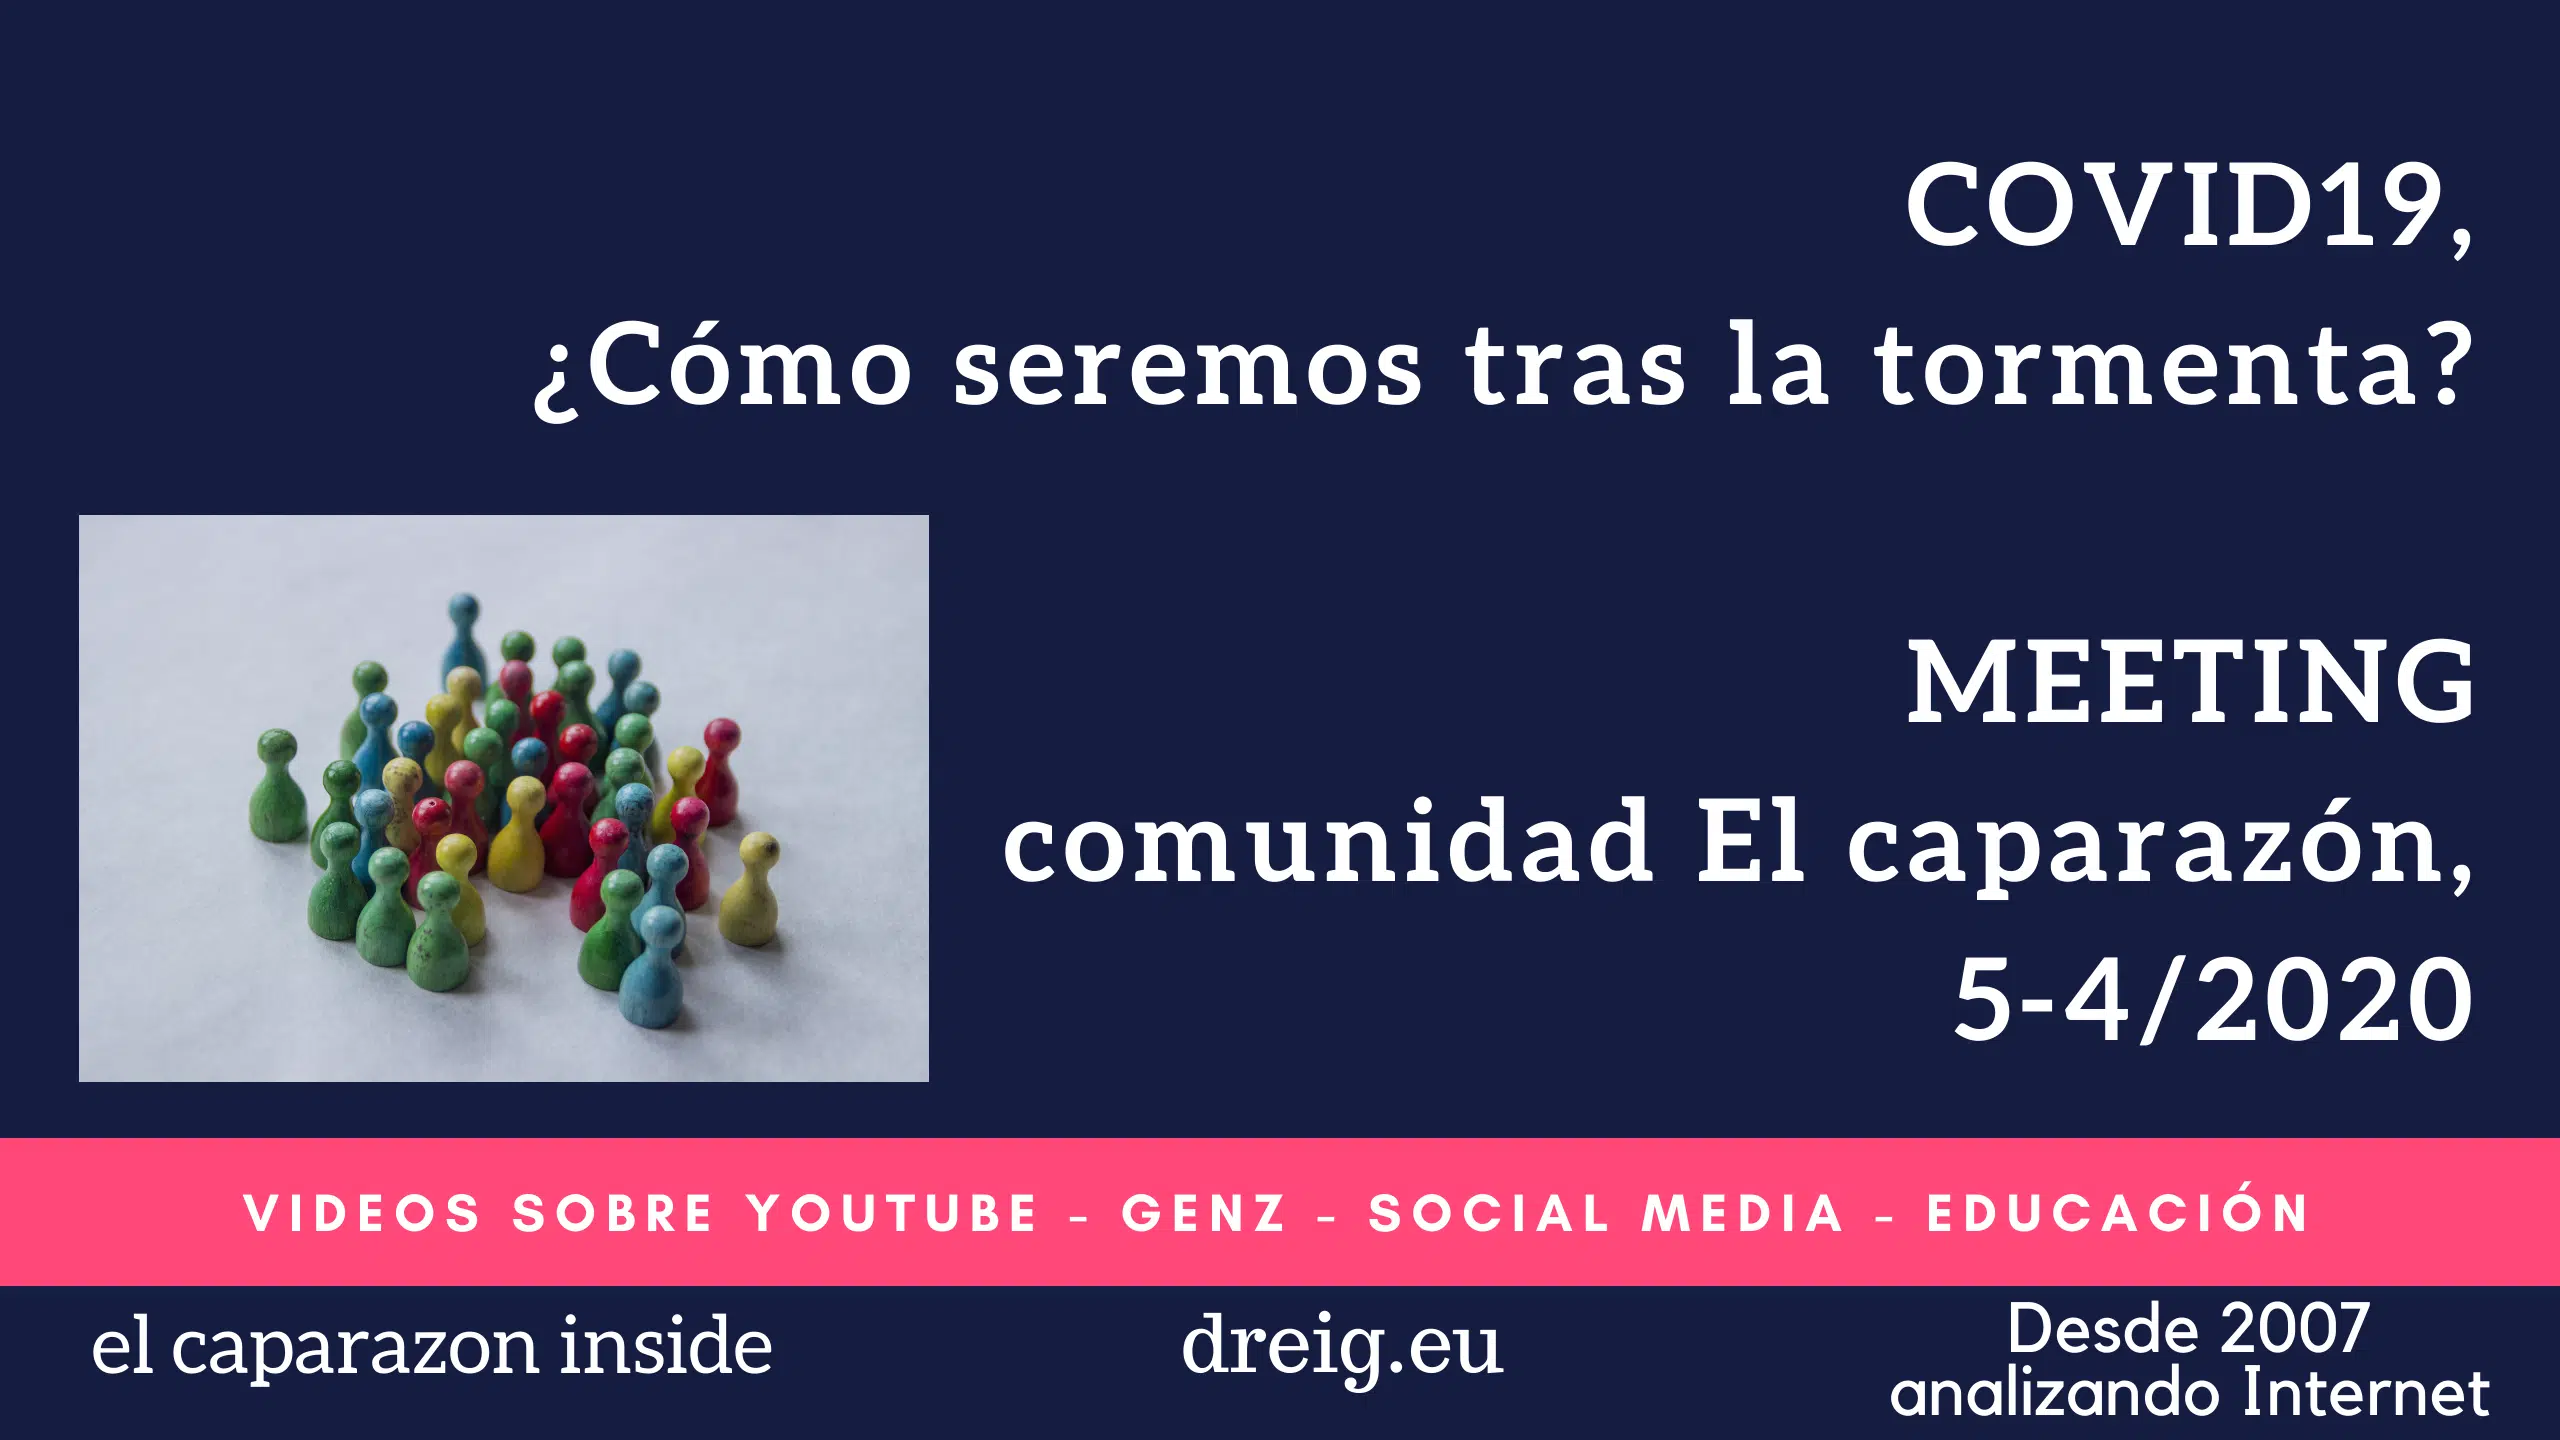 COVID19,
¿Cómo seremos tras la tormenta?
MEETING
comunidad El caparazón,
5-4/2020
VIDEOS SOBRE YOUTUBE - GENZ - SOCIAL MEDIA - EDUCACIÓN
el caparazon inside
dreig.eu
Desde 2007
analizando Internet